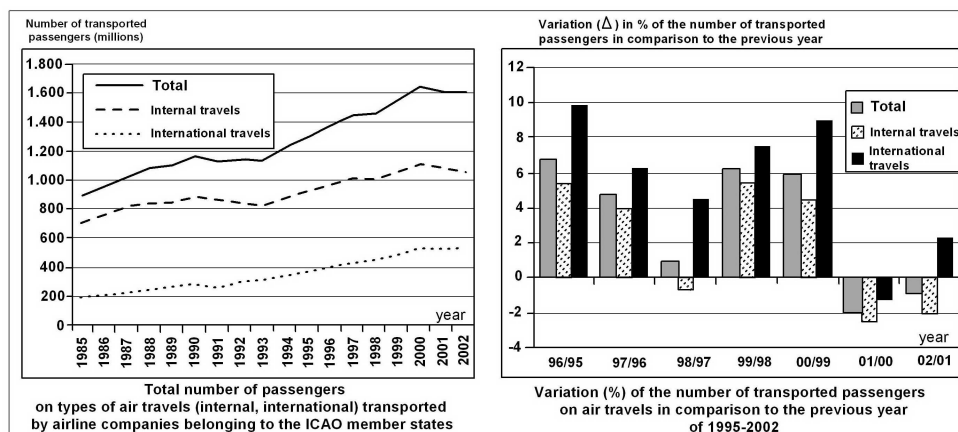 Number of transported
passengers (millions)
1.800
1.600
1.400
1.200
1.000
800
600
400
200
0
Total
Internal travels
International travels
year
1985
1986
1987
1988
1989
1990
1991
1992
1993
1994
1995
1996
1997
1998
1999
2000
2001
2002
Total number of passengers
on types of air travels (internal, international) transported
by airline companies belonging to the ICAO member states
Variation (Δ) in % of the number of transported
passengers in comparison to the previous year
12
10
8
6
4
2
0
-2
-4
Total
Internal travels
International
travels
year
96/95
97/96
98/97
99/98
00/99
01/00
02/01
Variation (%) of the number of transported passengers
on air travels in comparison to the previous year
of 1995-2002